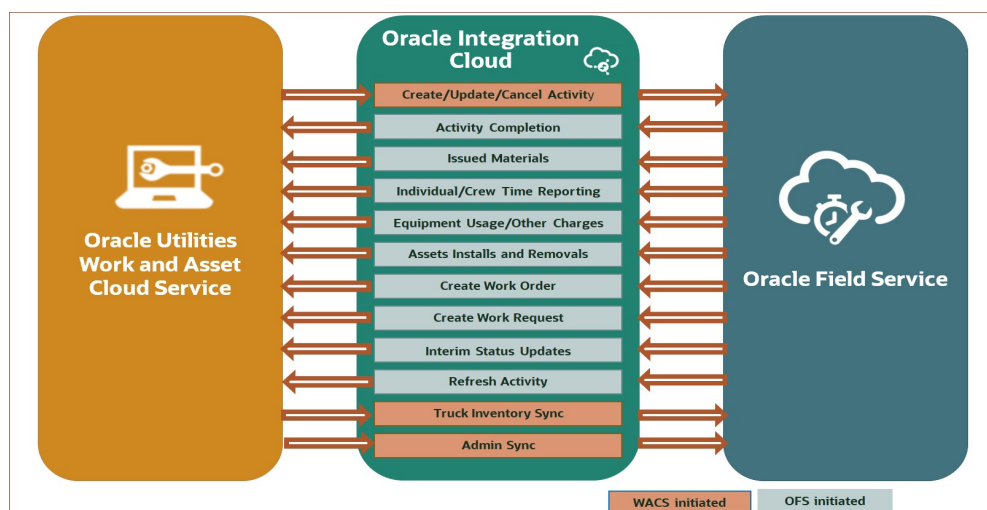 Oracle Integration
Cloud
Create/Update/Cancel Activity
Activity Completion
Issued Materials
Individual/Crew Time Reporting
Equipment Usage/Other Charges
Assets Installs and Removals
Create Work Order
Create Work Request
Interim Status Updates
Refresh Activity
Truck Inventory Sync
Admin Sync
Oracle Utilities
Work and Asset
Cloud Service
Oracle Field Service
WACS initiated
OFS initiated